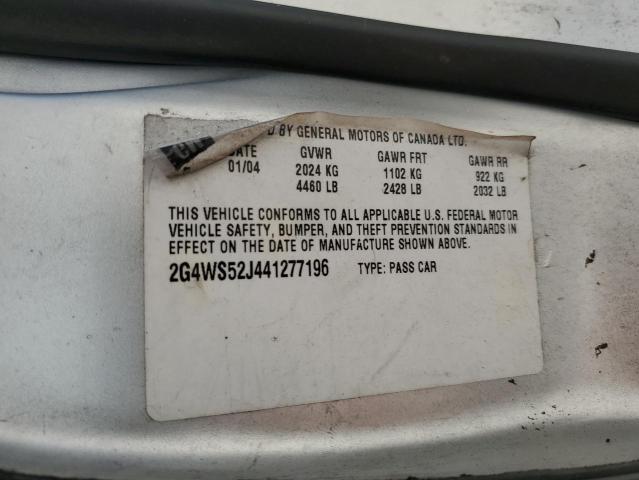 D BY GENERAL MOTORS OF CANADA LTD.
DATE GVWR GAWR FRT GAWR RR
01/04 2024 KG 1102 KG 922 KG
4460 LB 2428 LB 2032 LB
THIS VEHICLE CONFORMS TO ALL APPLICABLE U.S. FEDERAL MOTOR
VEHICLE SAFETY, BUMPER, AND THEFT PREVENTION STANDARDS IN
EFFECT ON THE DATE OF MANUFACTURE SHOWN ABOVE.
2G4WS52J441277196 TYPE: PASS CAR